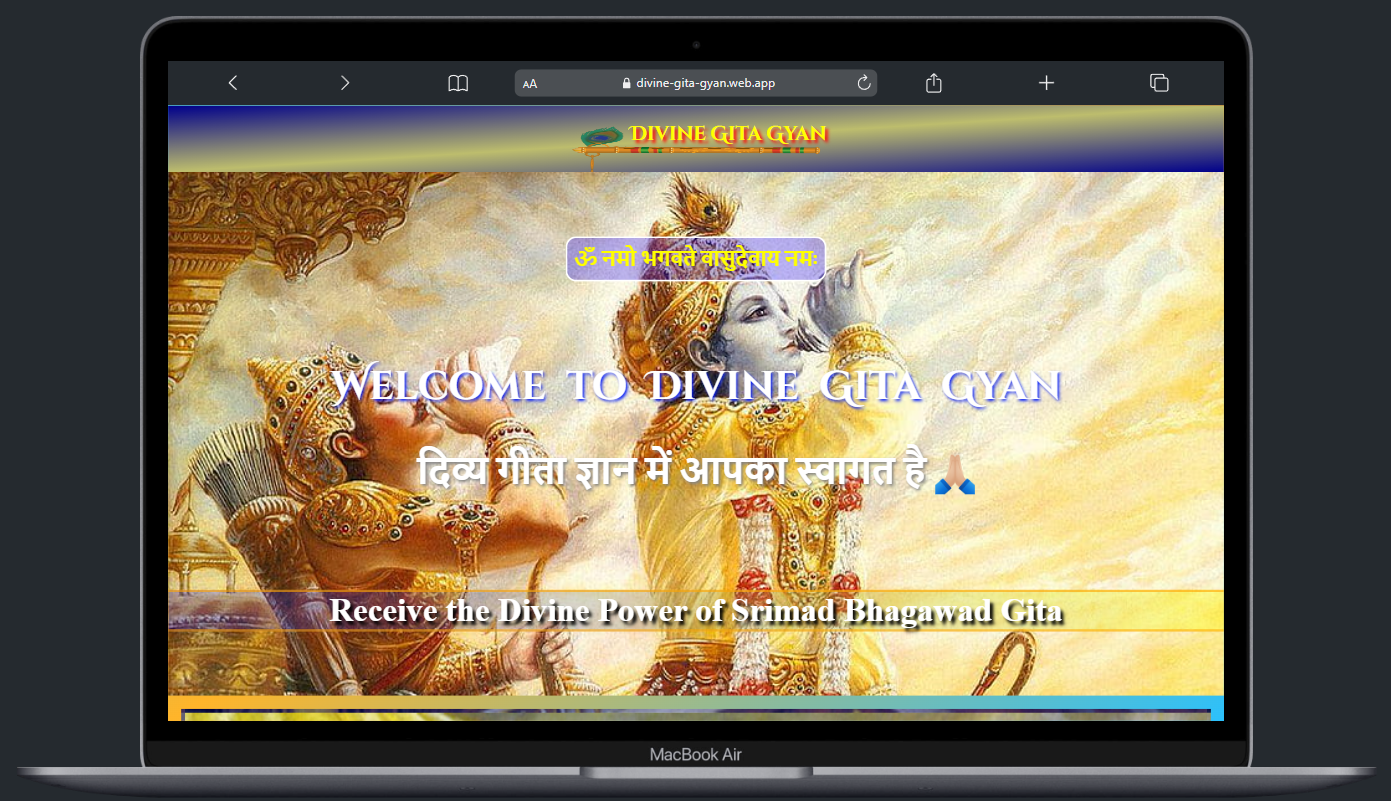 AA divine-gita-gyan.web.app
Divine Gita Gyan
ॐ नमो भगवते वासुदेवाय नमः
Welcome to Divine Gita Gyan
दिव्य गीता ज्ञान में आपका स्वागत है🙏🏼
Receive the Divine Power of Srimad Bhagawad Gita
MacBook Air